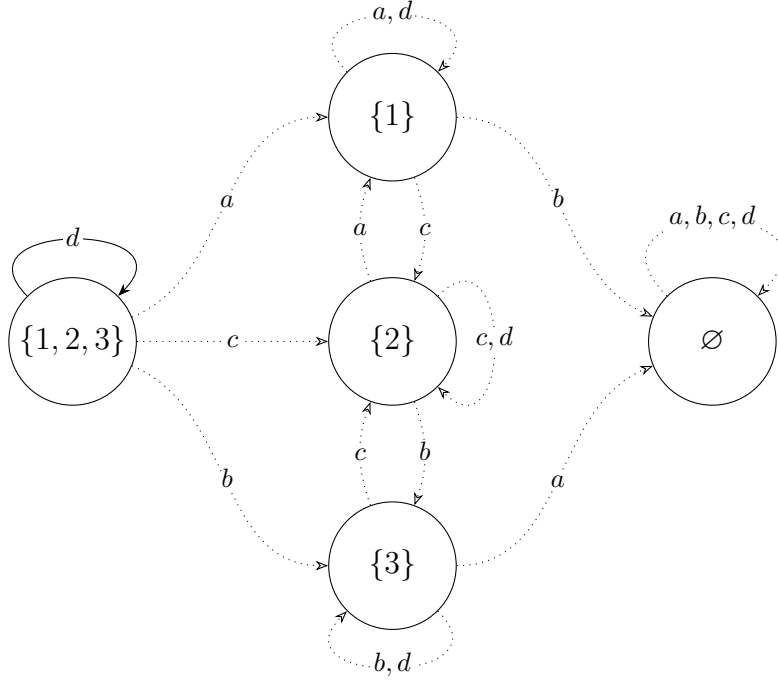 a, d
{1}
a
b
a
c
a, b, c, d
d
{1, 2, 3}
c
{2}
c, d
∅
c
b
b
a
{3}
b, d